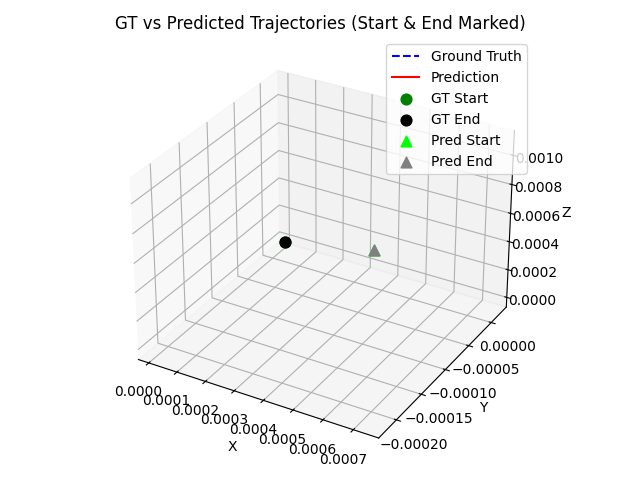 GT vs Predicted Trajectories (Start & End Marked)
Ground Truth
Prediction
GT Start
GT End
Pred Start
Pred End
0.0010
0.0008
0.0006
0.0004
0.0002
0.0000
Z
0.00000
−0.00005
−0.00010
−0.00015
−0.00020
Y
0.0000
0.0001
0.0002
0.0003
0.0004
0.0005
0.0006
0.0007
X